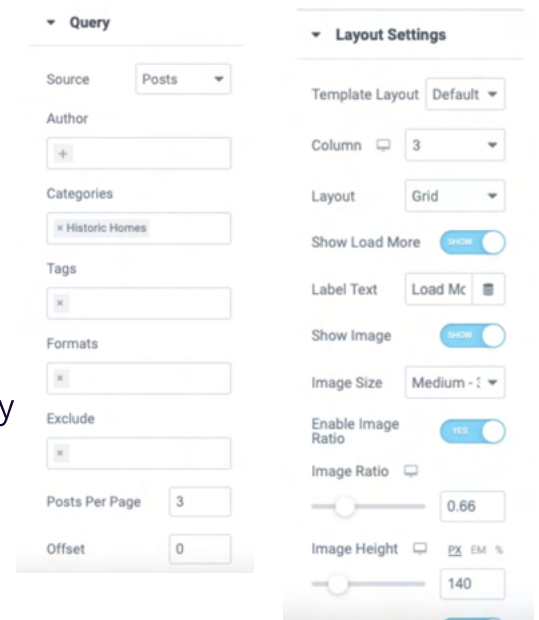 Query
Source Posts
Author
+
Categories
× Historic Homes
Tags
×
Formats
×
y
Exclude
×
Posts Per Page 3
Offset 0
Layout Settings
Template Layout Default
Column 3
Layout Grid
Show Load More SHOW
Label Text Load Mc
Show Image SHOW
Image Size Medium - 3
Enable Image
Ratio YES
Image Ratio
0.66
Image Height PX EM %
140